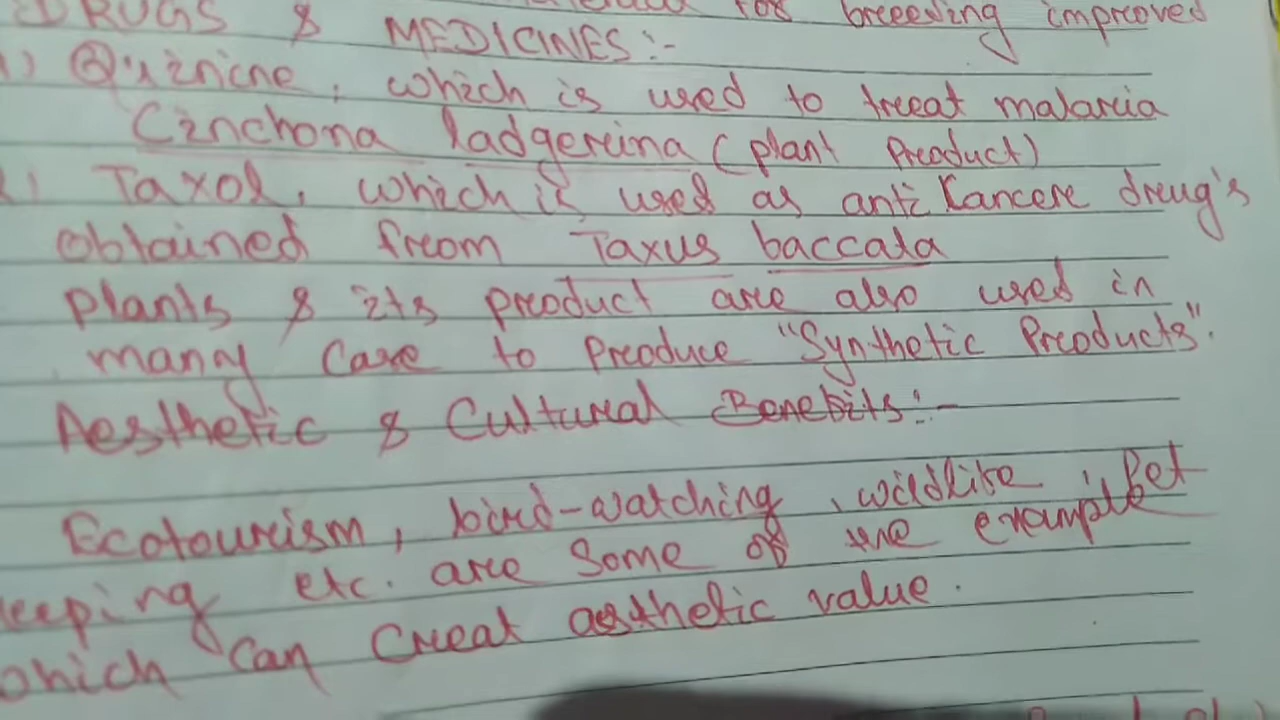 for breeding improved
DRUGS & MEDICINES:-
1) Quinine, which is used to treat malaria
Cinchona ladgerina (plant Product)
2) Taxol, which is used as anti Cancer drug's
obtained from Taxus baccata
plants & its product are also used in
many Case to Produce "Synthetic Products".
Aesthetic & Cultural Benefits:-
Ecotourism, bird-watching, wildlife, Pet
keeping etc. are Some of the example
which Can Creat aesthetic value.